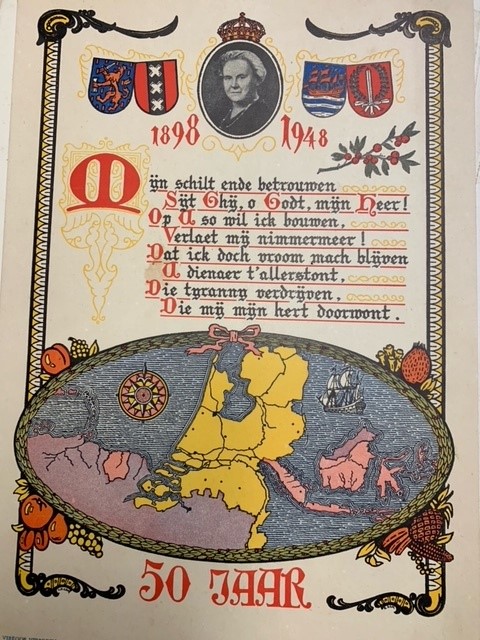 1898 1948
Mijn schilt ende betrouwen
Sijt Ghij, o Godt, mijn Heer!
Op U so wil ick bouwen,
Verlaet mij nimmermeer!
Dat ick doch vroom mach blijven
U dienaer t'allerstont,
Die tyranny verdrijven,
Die mij mijn hert doorwont.
50 JAAR